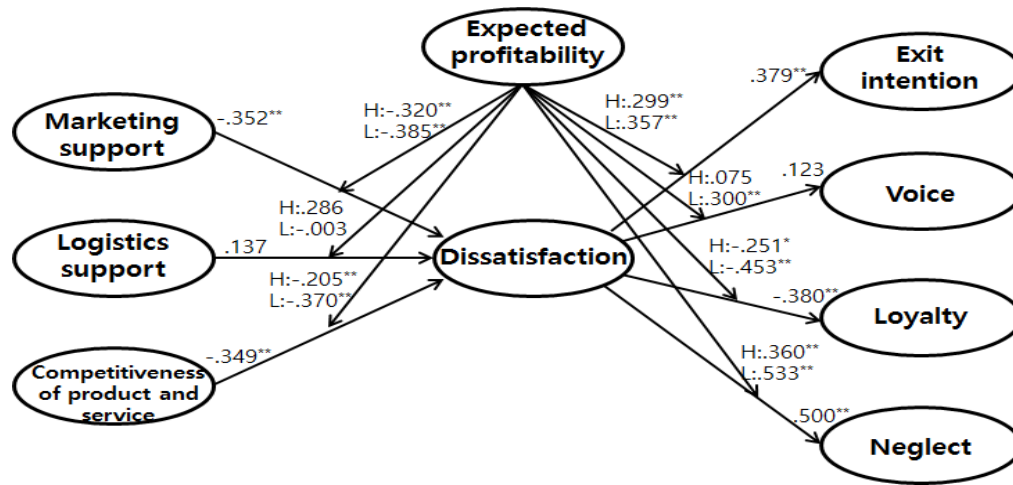 Expected
profitability
Exit
intention
.379**
H:-.320**
L:-.385**
H:.299**
L:.357**
Marketing
support
-.352**
H:.075
L:.300**
.123
Voice
H:.286
L:-.003
Logistics
support
.137
Dissatisfaction
H:-.251*
L:-.453**
H:-.205**
L:-.370**
-.380**
Loyalty
-.349**
Competitiveness
of product and
service
H:.360**
L:.533**
.500**
Neglect